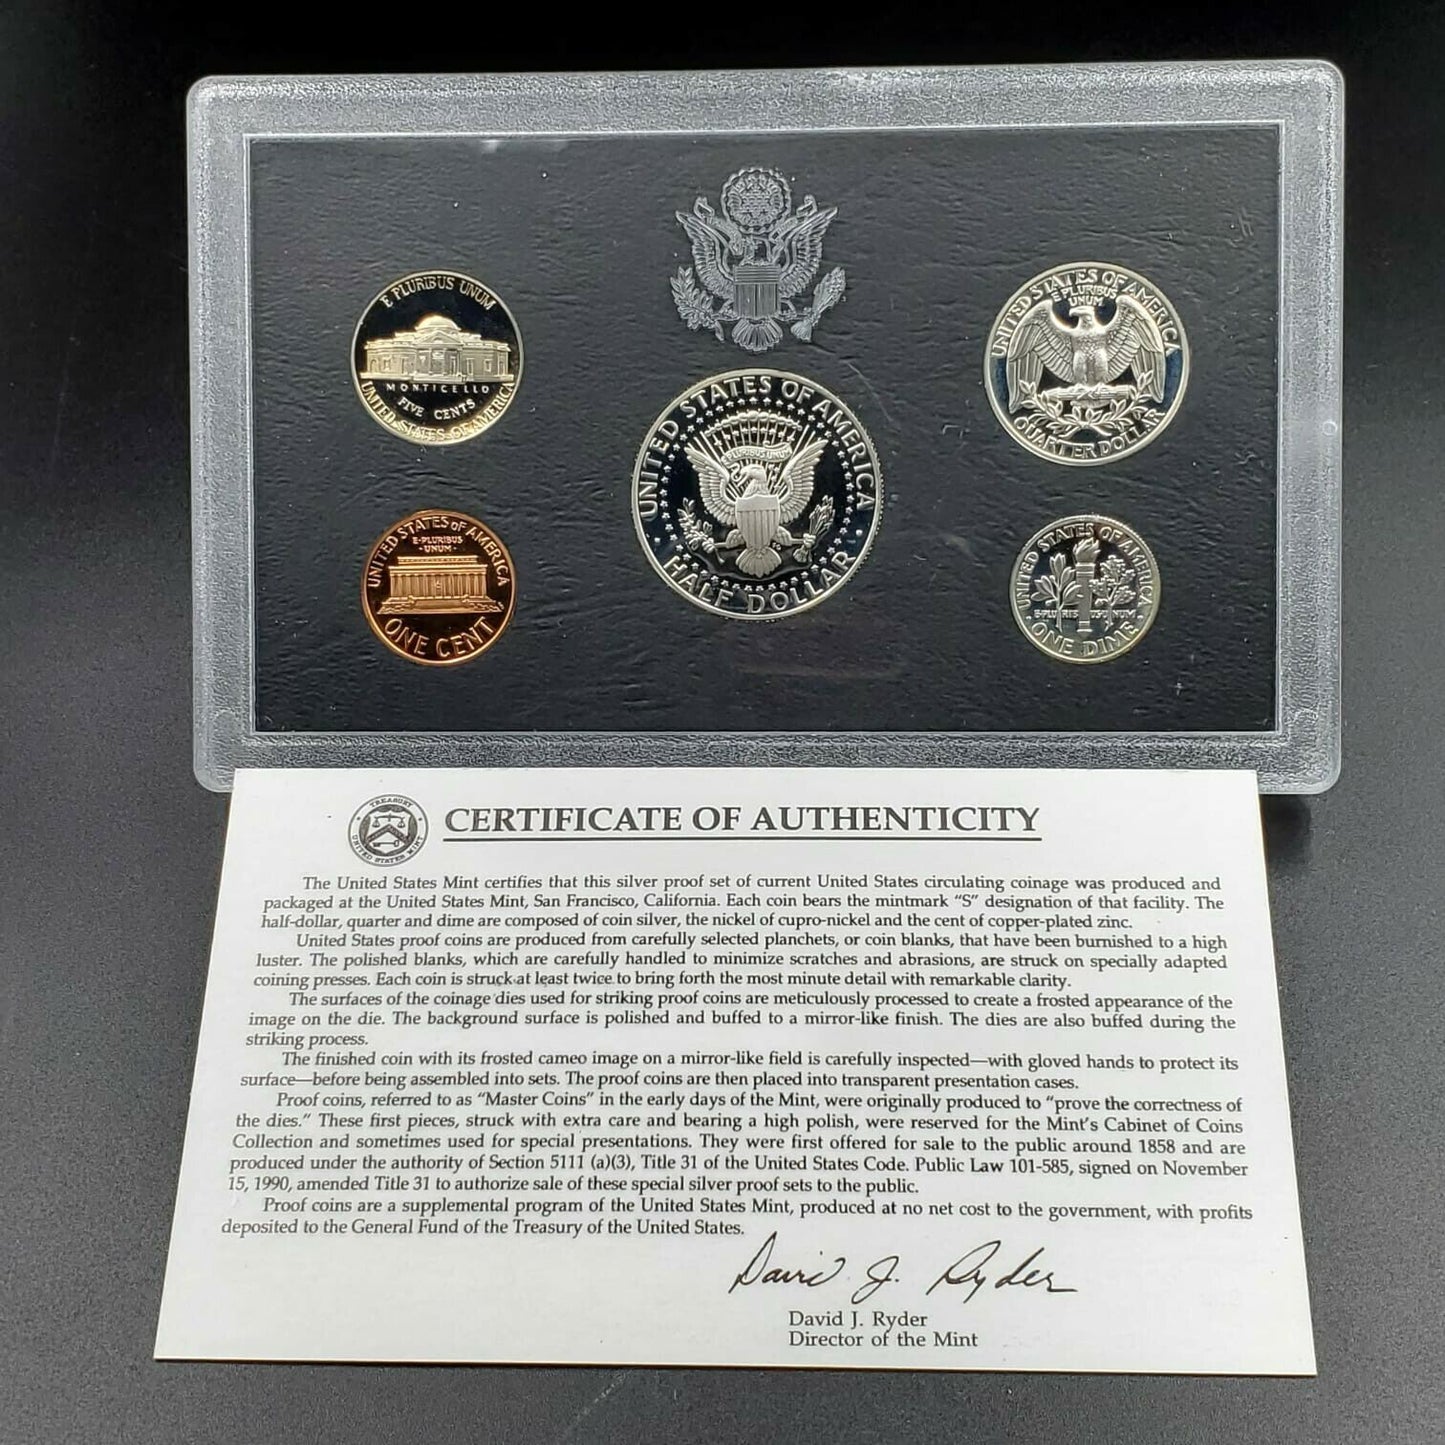 E PLURIBUS UNUM
MONTICELLO
FIVE CENTS
UNITED STATES OF AMERICA
UNITED STATES OF AMERICA
E·PLURIBUS
·UNUM·
ONE CENT
UNITED STATES OF AMERICA
E PLURIBUS UNUM
HALF DOLLAR
UNITED STATES OF AMERICA
E PLURIBUS
UNUM
QUARTER DOLLAR
UNITED STATES OF AMERICA
E·PLURIBUS·UNUM
·ONE DIME·
TREASURY
UNITED STATES MINT
CERTIFICATE OF AUTHENTICITY
The United States Mint certifies that this silver proof set of current United States circulating coinage was produced and
packaged at the United States Mint, San Francisco, California. Each coin bears the mintmark “S” designation of that facility. The
half-dollar, quarter and dime are composed of coin silver, the nickel of cupro-nickel and the cent of copper-plated zinc.
United States proof coins are produced from carefully selected planchets, or coin blanks, that have been burnished to a high
luster. The polished blanks, which are carefully handled to minimize scratches and abrasions, are struck on specially adapted
coining presses. Each coin is struck at least twice to bring forth the most minute detail with remarkable clarity.
The surfaces of the coinage dies used for striking proof coins are meticulously processed to create a frosted appearance of the
image on the die. The background surface is polished and buffed to a mirror-like finish. The dies are also buffed during the
striking process.
The finished coin with its frosted cameo image on a mirror-like field is carefully inspected—with gloved hands to protect its
surface—before being assembled into sets. The proof coins are then placed into transparent presentation cases.
Proof coins, referred to as “Master Coins” in the early days of the Mint, were originally produced to “prove the correctness of
the dies.” These first pieces, struck with extra care and bearing a high polish, were reserved for the Mint's Cabinet of Coins
Collection and sometimes used for special presentations. They were first offered for sale to the public around 1858 and are
produced under the authority of Section 5111 (a)(3), Title 31 of the United States Code. Public Law 101-585, signed on November
15, 1990, amended Title 31 to authorize sale of these special silver proof sets to the public.
Proof coins are a supplemental program of the United States Mint, produced at no net cost to the government, with profits
deposited to the General Fund of the Treasury of the United States.
David J. Ryder
David J. Ryder
Director of the Mint